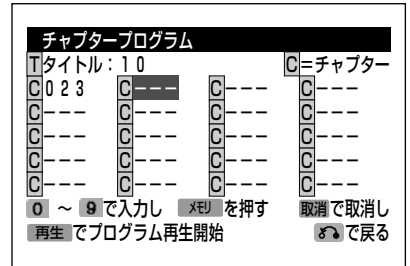 チャプタープログラム
Tタイトル：10 C=チャプター
C023 C--- C--- C---
C--- C--- C--- C---
C--- C--- C--- C---
C--- C--- C--- C---
C--- C--- C--- C---
0 ～ 9で入力し メモリ を押す 取消で取消し
再生 でプログラム再生開始 で戻る